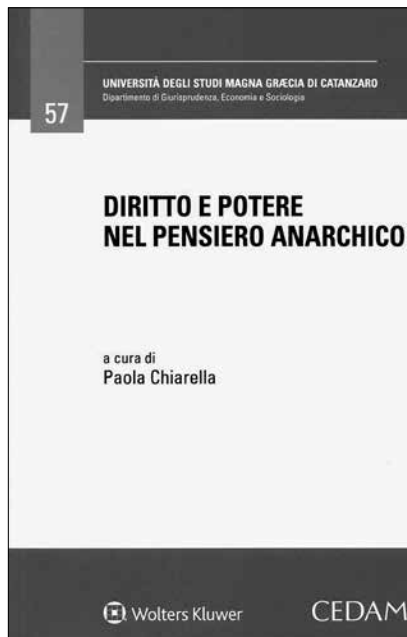 UNIVERSITÀ DEGLI STUDI MAGNA GRÆCIA DI CATANZARO
Dipartimento di Giurisprudenza, Economia e Sociologia
57
DIRITTO E POTERE
NEL PENSIERO ANARCHICO
a cura di
Paola Chiarella
Wolters Kluwer
CEDAM